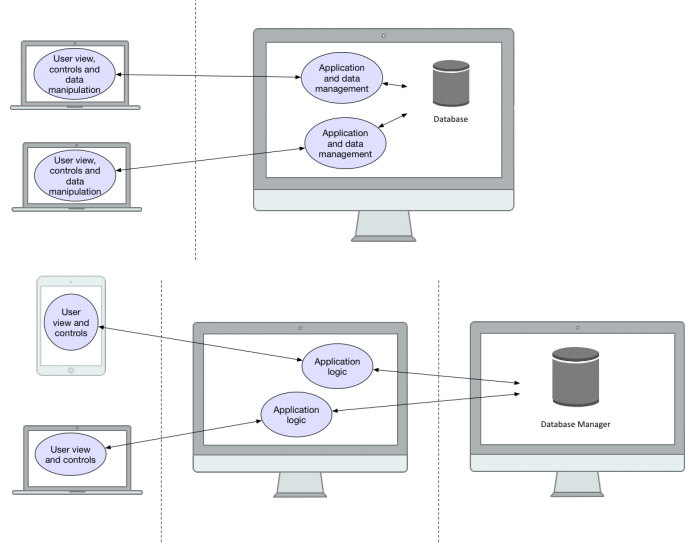 User view,
controls and
data
manipulation
Application
and data
management
Database
Application
and data
management
User view,
controls and
data
manipulation
User
view and
controls
Application
logic
Application
logic
Database Manager
User view
and controls